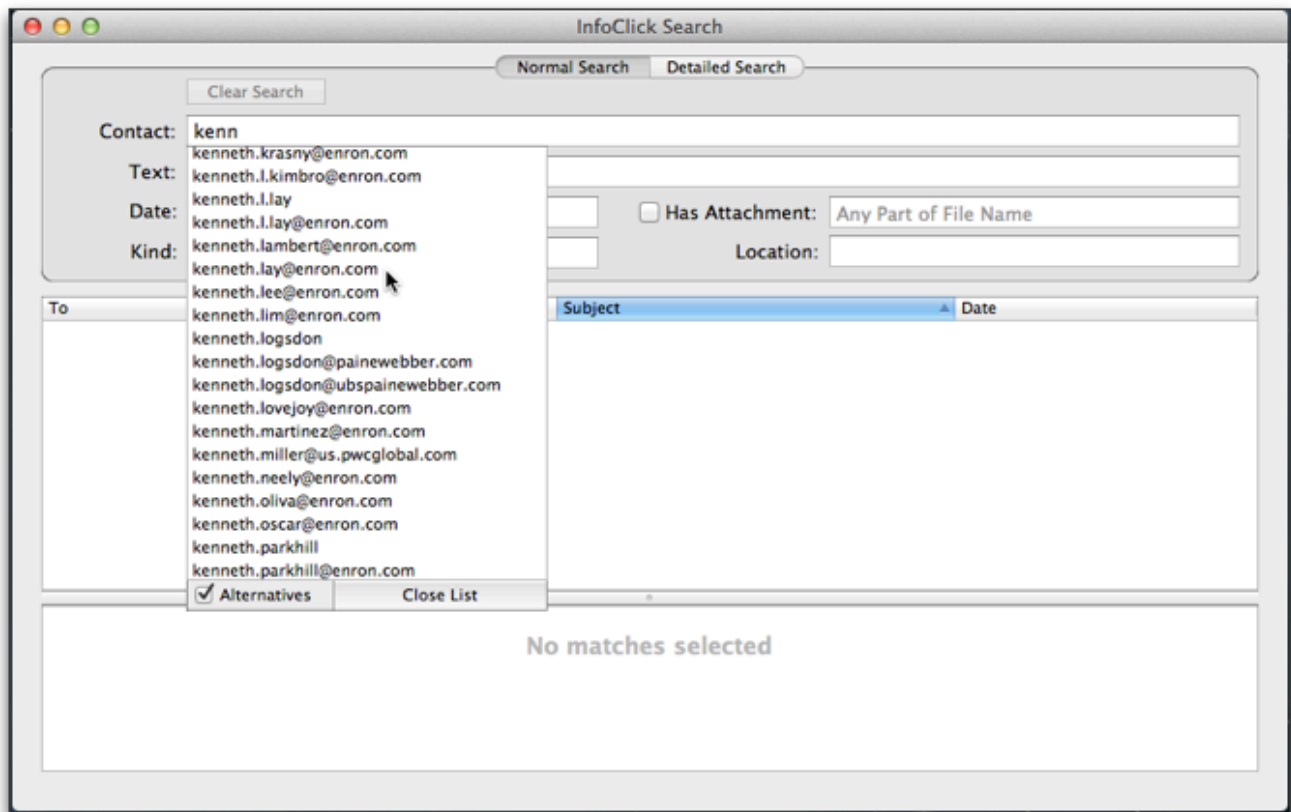 InfoClick Search
Normal Search Detailed Search
Clear Search
Contact: kenn
kenneth.krasny@enron.com
Text: kenneth.l.kimbro@enron.com
kenneth.l.lay
Date: kenneth.l.lay@enron.com Has Attachment: Any Part of File Name
Kind: kenneth.lambert@enron.com Location:
kenneth.lay@enron.com
kenneth.lee@enron.com
To Subject Date
kenneth.lim@enron.com
kenneth.logsdon
kenneth.logsdon@painewebber.com
kenneth.logsdon@ubspainewebber.com
kenneth.lovejoy@enron.com
kenneth.martinez@enron.com
kenneth.miller@us.pwcglobal.com
kenneth.neely@enron.com
kenneth.oliva@enron.com
kenneth.oscar@enron.com
kenneth.parkhill
kenneth.parkhill@enron.com
Alternatives Close List
No matches selected